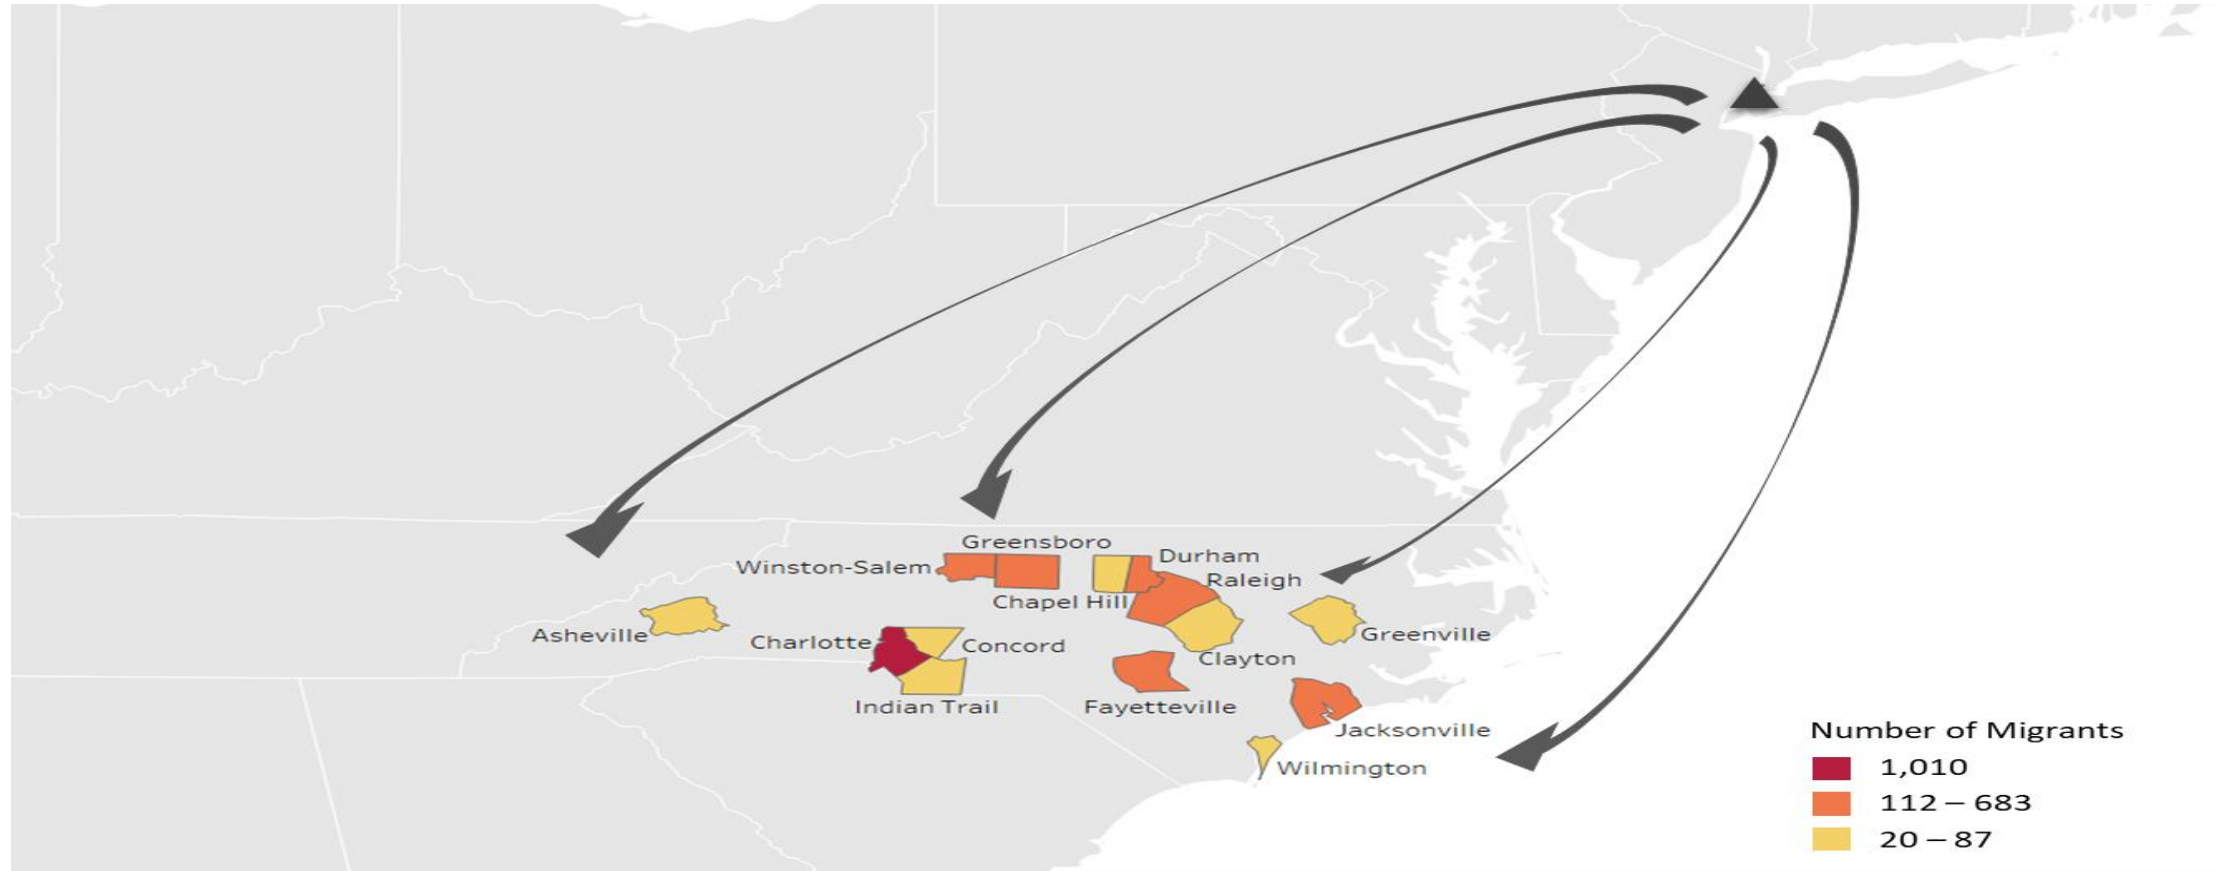 Greensboro
Durham
Winston-Salem
Raleigh
Chapel Hill
Asheville
Charlotte
Concord
Greenville
Clayton
Indian Trail
Fayetteville
Jacksonville
Wilmington
Number of Migrants
1,010
112 – 683
20 – 87